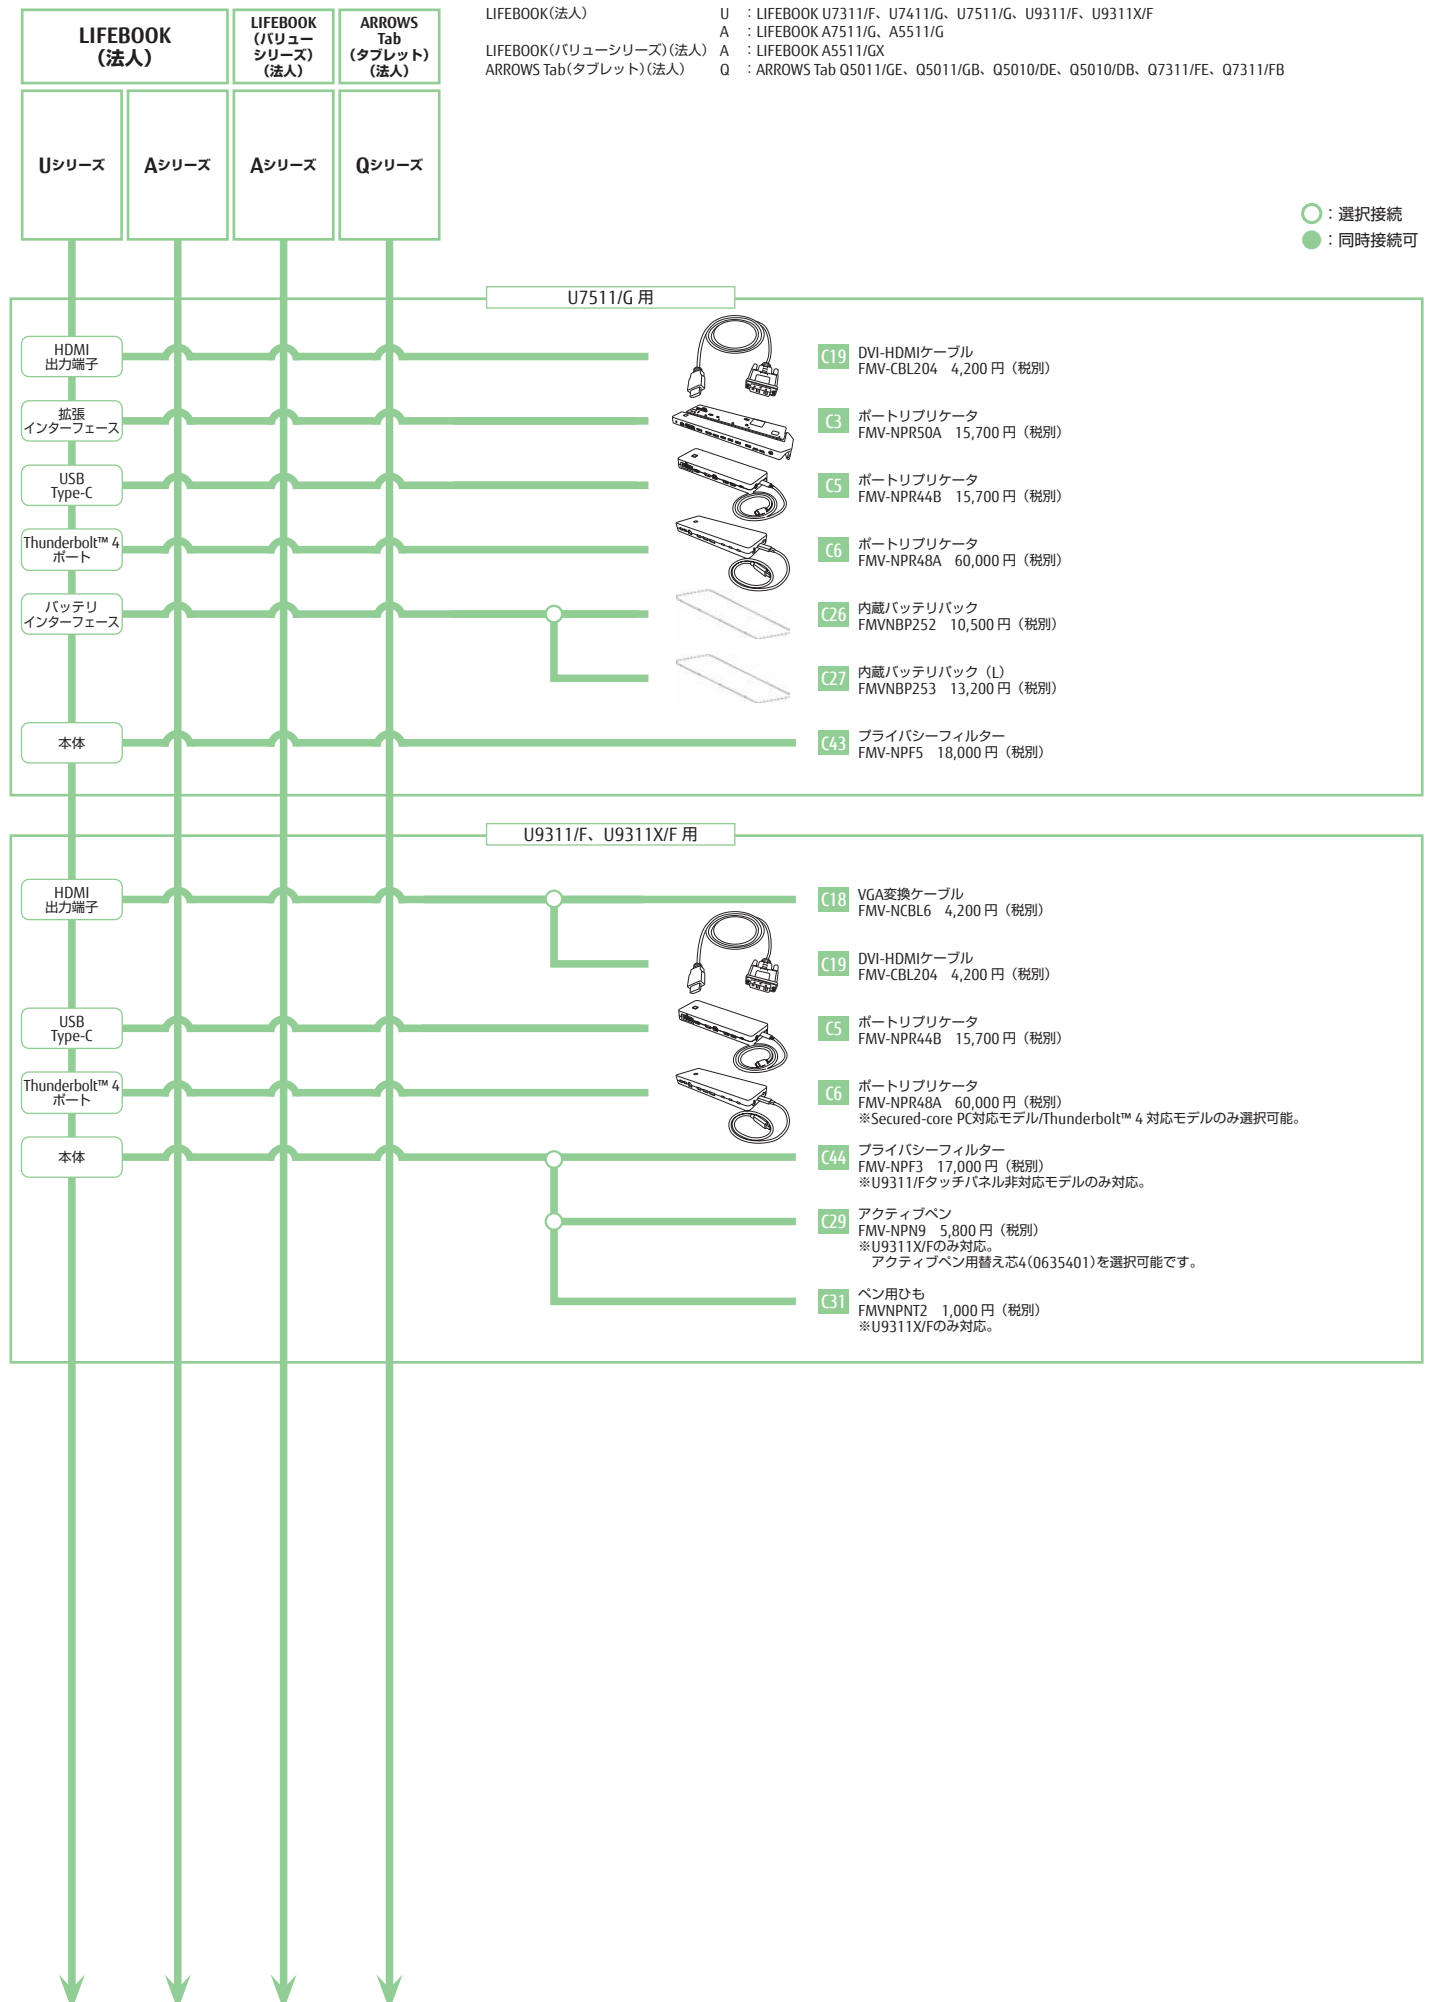 LIFEBOOK
（法人）
LIFEBOOK
（バリュー
シリーズ）
（法人）
ARROWS
Tab
（タブレット）
（法人）
LIFEBOOK（法人） U ：LIFEBOOK U7311/F、U7411/G、U7511/G、U9311/F、U9311X/F
A ：LIFEBOOK A7511/G、A5511/G
LIFEBOOK（バリューシリーズ）（法人） A ：LIFEBOOK A5511/GX
ARROWS Tab（タブレット）（法人） Q ：ARROWS Tab Q5011/GE、Q5011/GB、Q5010/DE、Q5010/DB、Q7311/FE、Q7311/FB
Uシリーズ
Aシリーズ
Aシリーズ
Qシリーズ
：選択接続
：同時接続可
U7511/G 用
HDMI
出力端子
C19 DVI-HDMIケーブル
FMV-CBL204 4,200 円（税別）
拡張
インターフェース
C3 ポートリプリケータ
FMV-NPR50A 15,700 円（税別）
USB
Type-C
C5 ポートリプリケータ
FMV-NPR44B 15,700 円（税別）
Thunderbolt™ 4
ポート
C6 ポートリプリケータ
FMV-NPR48A 60,000 円（税別）
バッテリ
インターフェース
C26 内蔵バッテリパック
FMVNBP252 10,500 円（税別）
C27 内蔵バッテリパック（L）
FMVNBP253 13,200 円（税別）
本体
C43 プライバシーフィルター
FMV-NPF5 18,000 円（税別）
U9311/F、U9311X/F 用
HDMI
出力端子
C18 VGA変換ケーブル
FMV-NCBL6 4,200 円（税別）
C19 DVI-HDMIケーブル
FMV-CBL204 4,200 円（税別）
USB
Type-C
C5 ポートリプリケータ
FMV-NPR44B 15,700 円（税別）
Thunderbolt™ 4
ポート
C6 ポートリプリケータ
FMV-NPR48A 60,000 円（税別）
※Secured-core PC対応モデル/Thunderbolt™ 4 対応モデルのみ選択可能。
本体
C44 プライバシーフィルター
FMV-NPF3 17,000 円（税別）
※U9311/Fタッチパネル非対応モデルのみ対応。
C29 アクティブペン
FMV-NPN9 5,800 円（税別）
※U9311X/Fのみ対応。
アクティブペン用替え芯4（0635401）を選択可能です。
C31 ペン用ひも
FMVNPNT2 1,000 円（税別）
※U9311X/Fのみ対応。